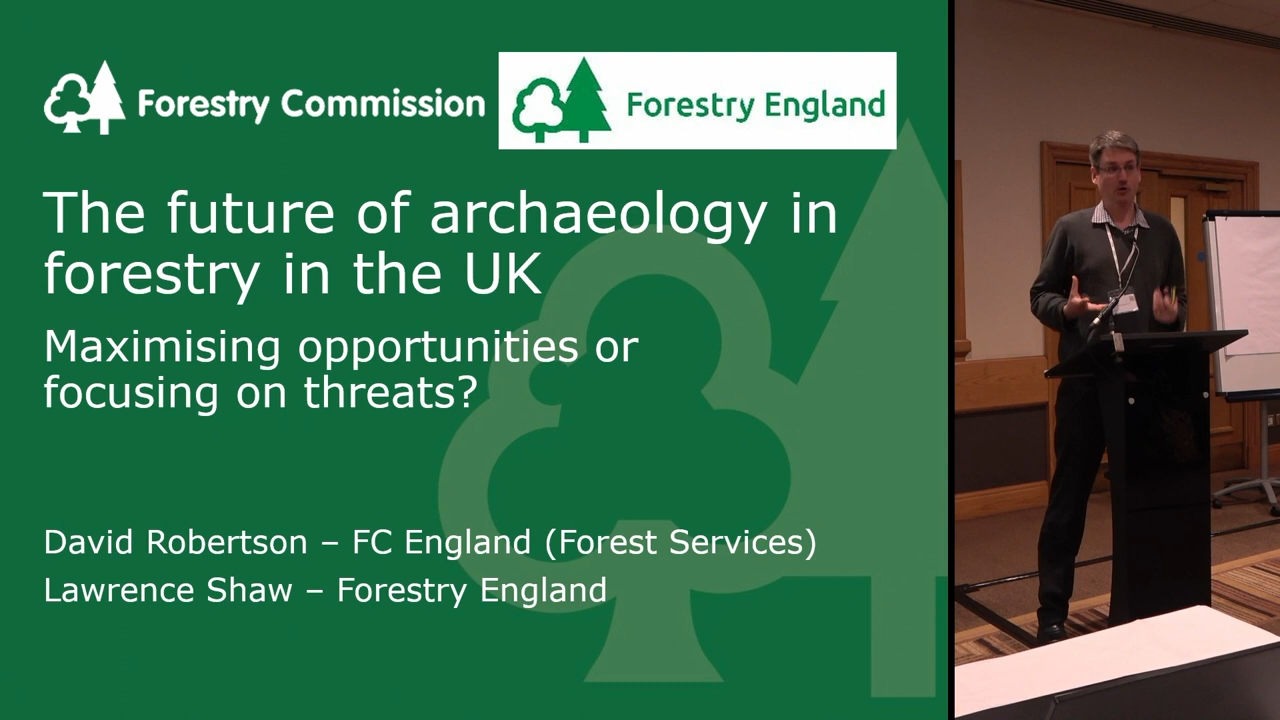 Forestry Commission
Forestry England
The future of archaeology in
forestry in the UK
Maximising opportunities or
focusing on threats?
David Robertson – FC England (Forest Services)
Lawrence Shaw – Forestry England